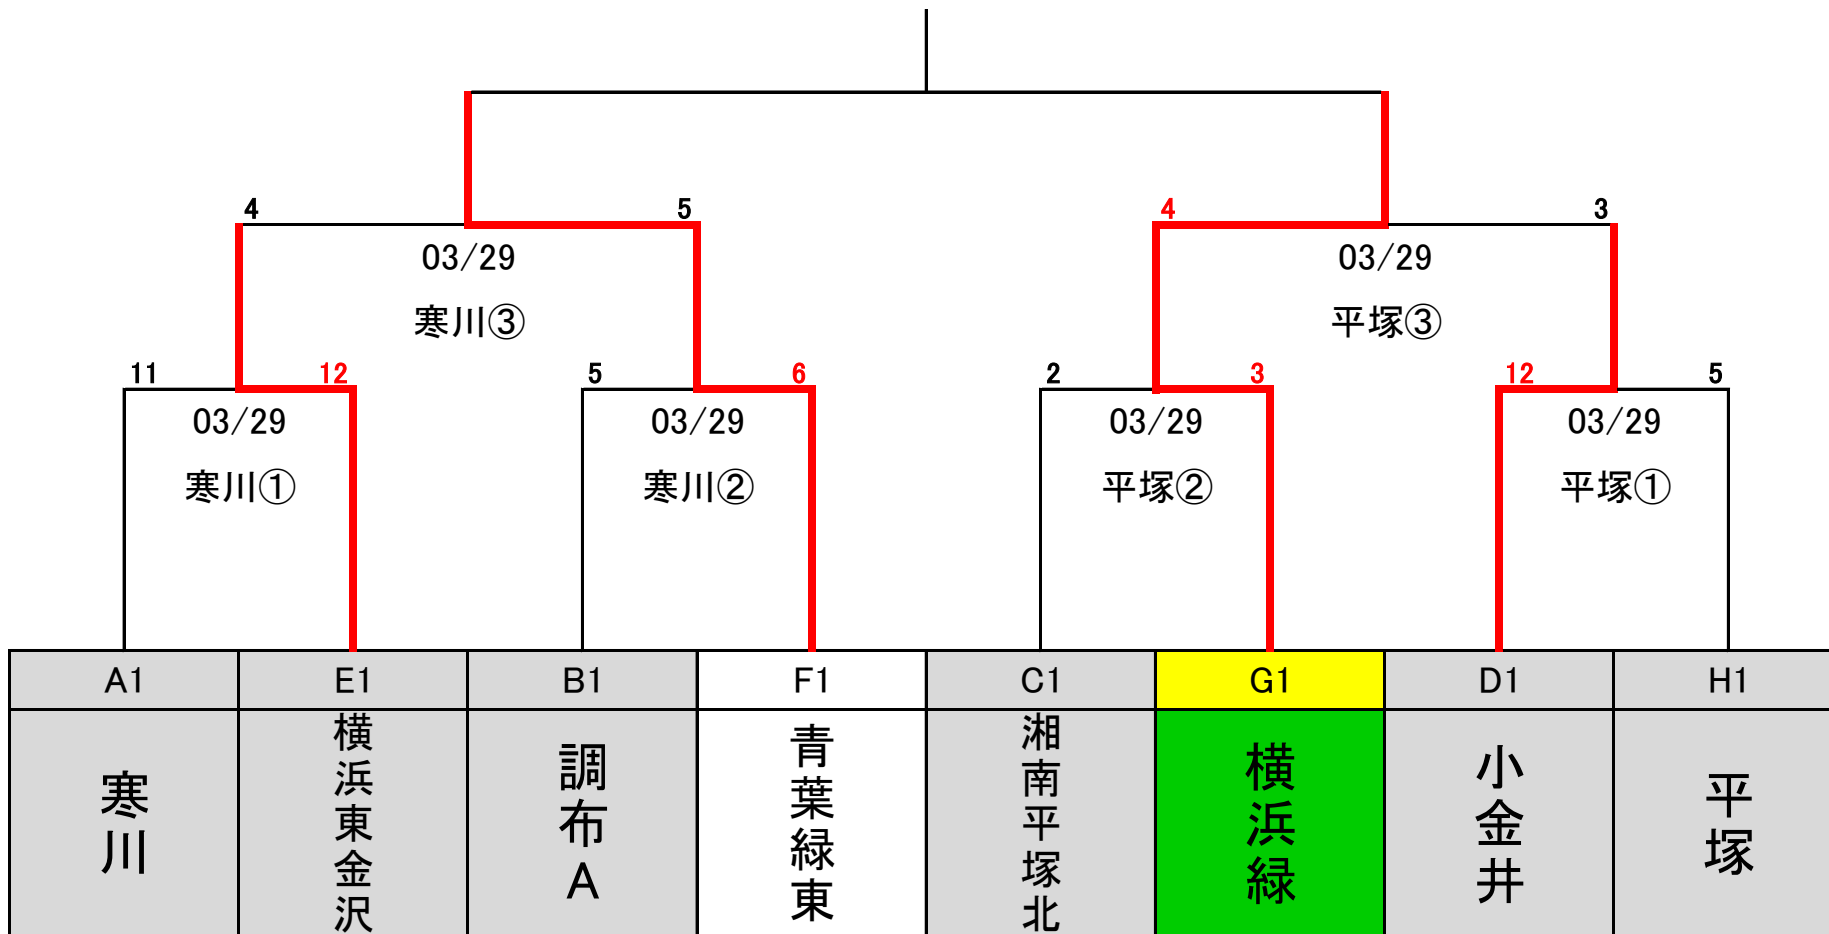 4 5 4 3
03/29 03/29
寒川③ 平塚③
11 12 5 6 2 3 12 5
03/29 03/29 03/29 03/29
寒川① 寒川② 平塚② 平塚①
A1 E1 B1 F1 C1 G1 D1 H1
寒川
横浜東金沢
調布A
青葉緑東
湘南平塚北
横浜緑
小金井
平塚